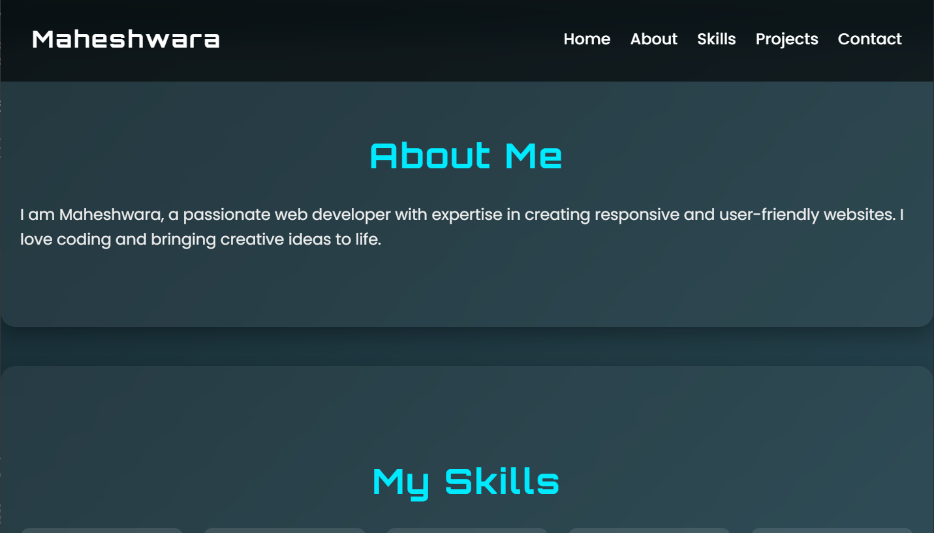 Maheshwara
Home About Skills Projects Contact
About Me
I am Maheshwara, a passionate web developer with expertise in creating responsive and user-friendly websites. I
love coding and bringing creative ideas to life.
My Skills